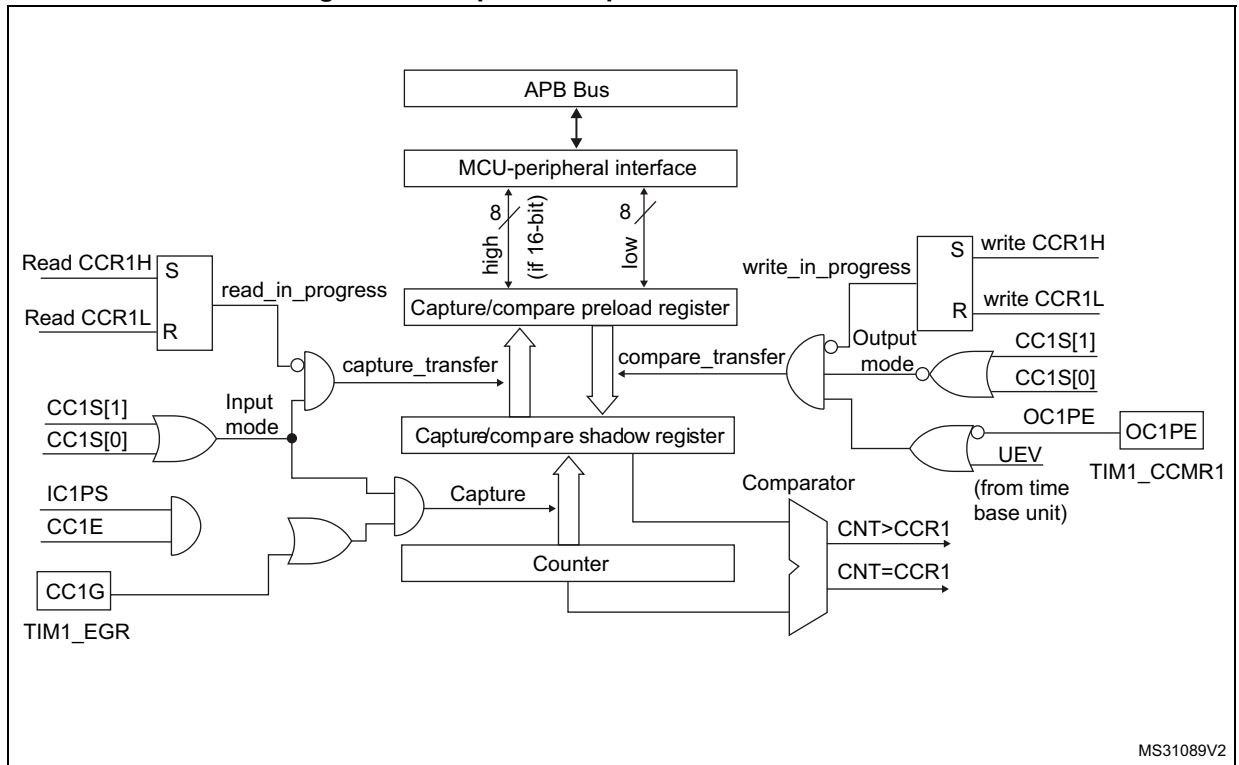 APB Bus
MCU-peripheral interface
8
high
(if 16-bit)
8
low
Read CCR1H
S
read_in_progress
Read CCR1L
R
write_in_progress
S
write CCR1H
R
write CCR1L
Capture/compare preload register
capture_transfer
compare_transfer
Output
mode
CC1S[1]
CC1S[0]
CC1S[1]
CC1S[0]
Input
mode
Capture/compare shadow register
OC1PE
OC1PE
UEV
TIM1_CCMR1
(from time
base unit)
IC1PS
CC1E
Capture
Comparator
CNT>CCR1
Counter
CNT=CCR1
CC1G
TIM1_EGR
MS31089V2